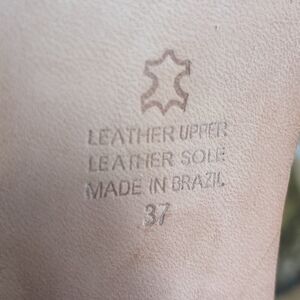 LEATHER UPPER
LEATHER SOLE
MADE IN BRAZIL
37